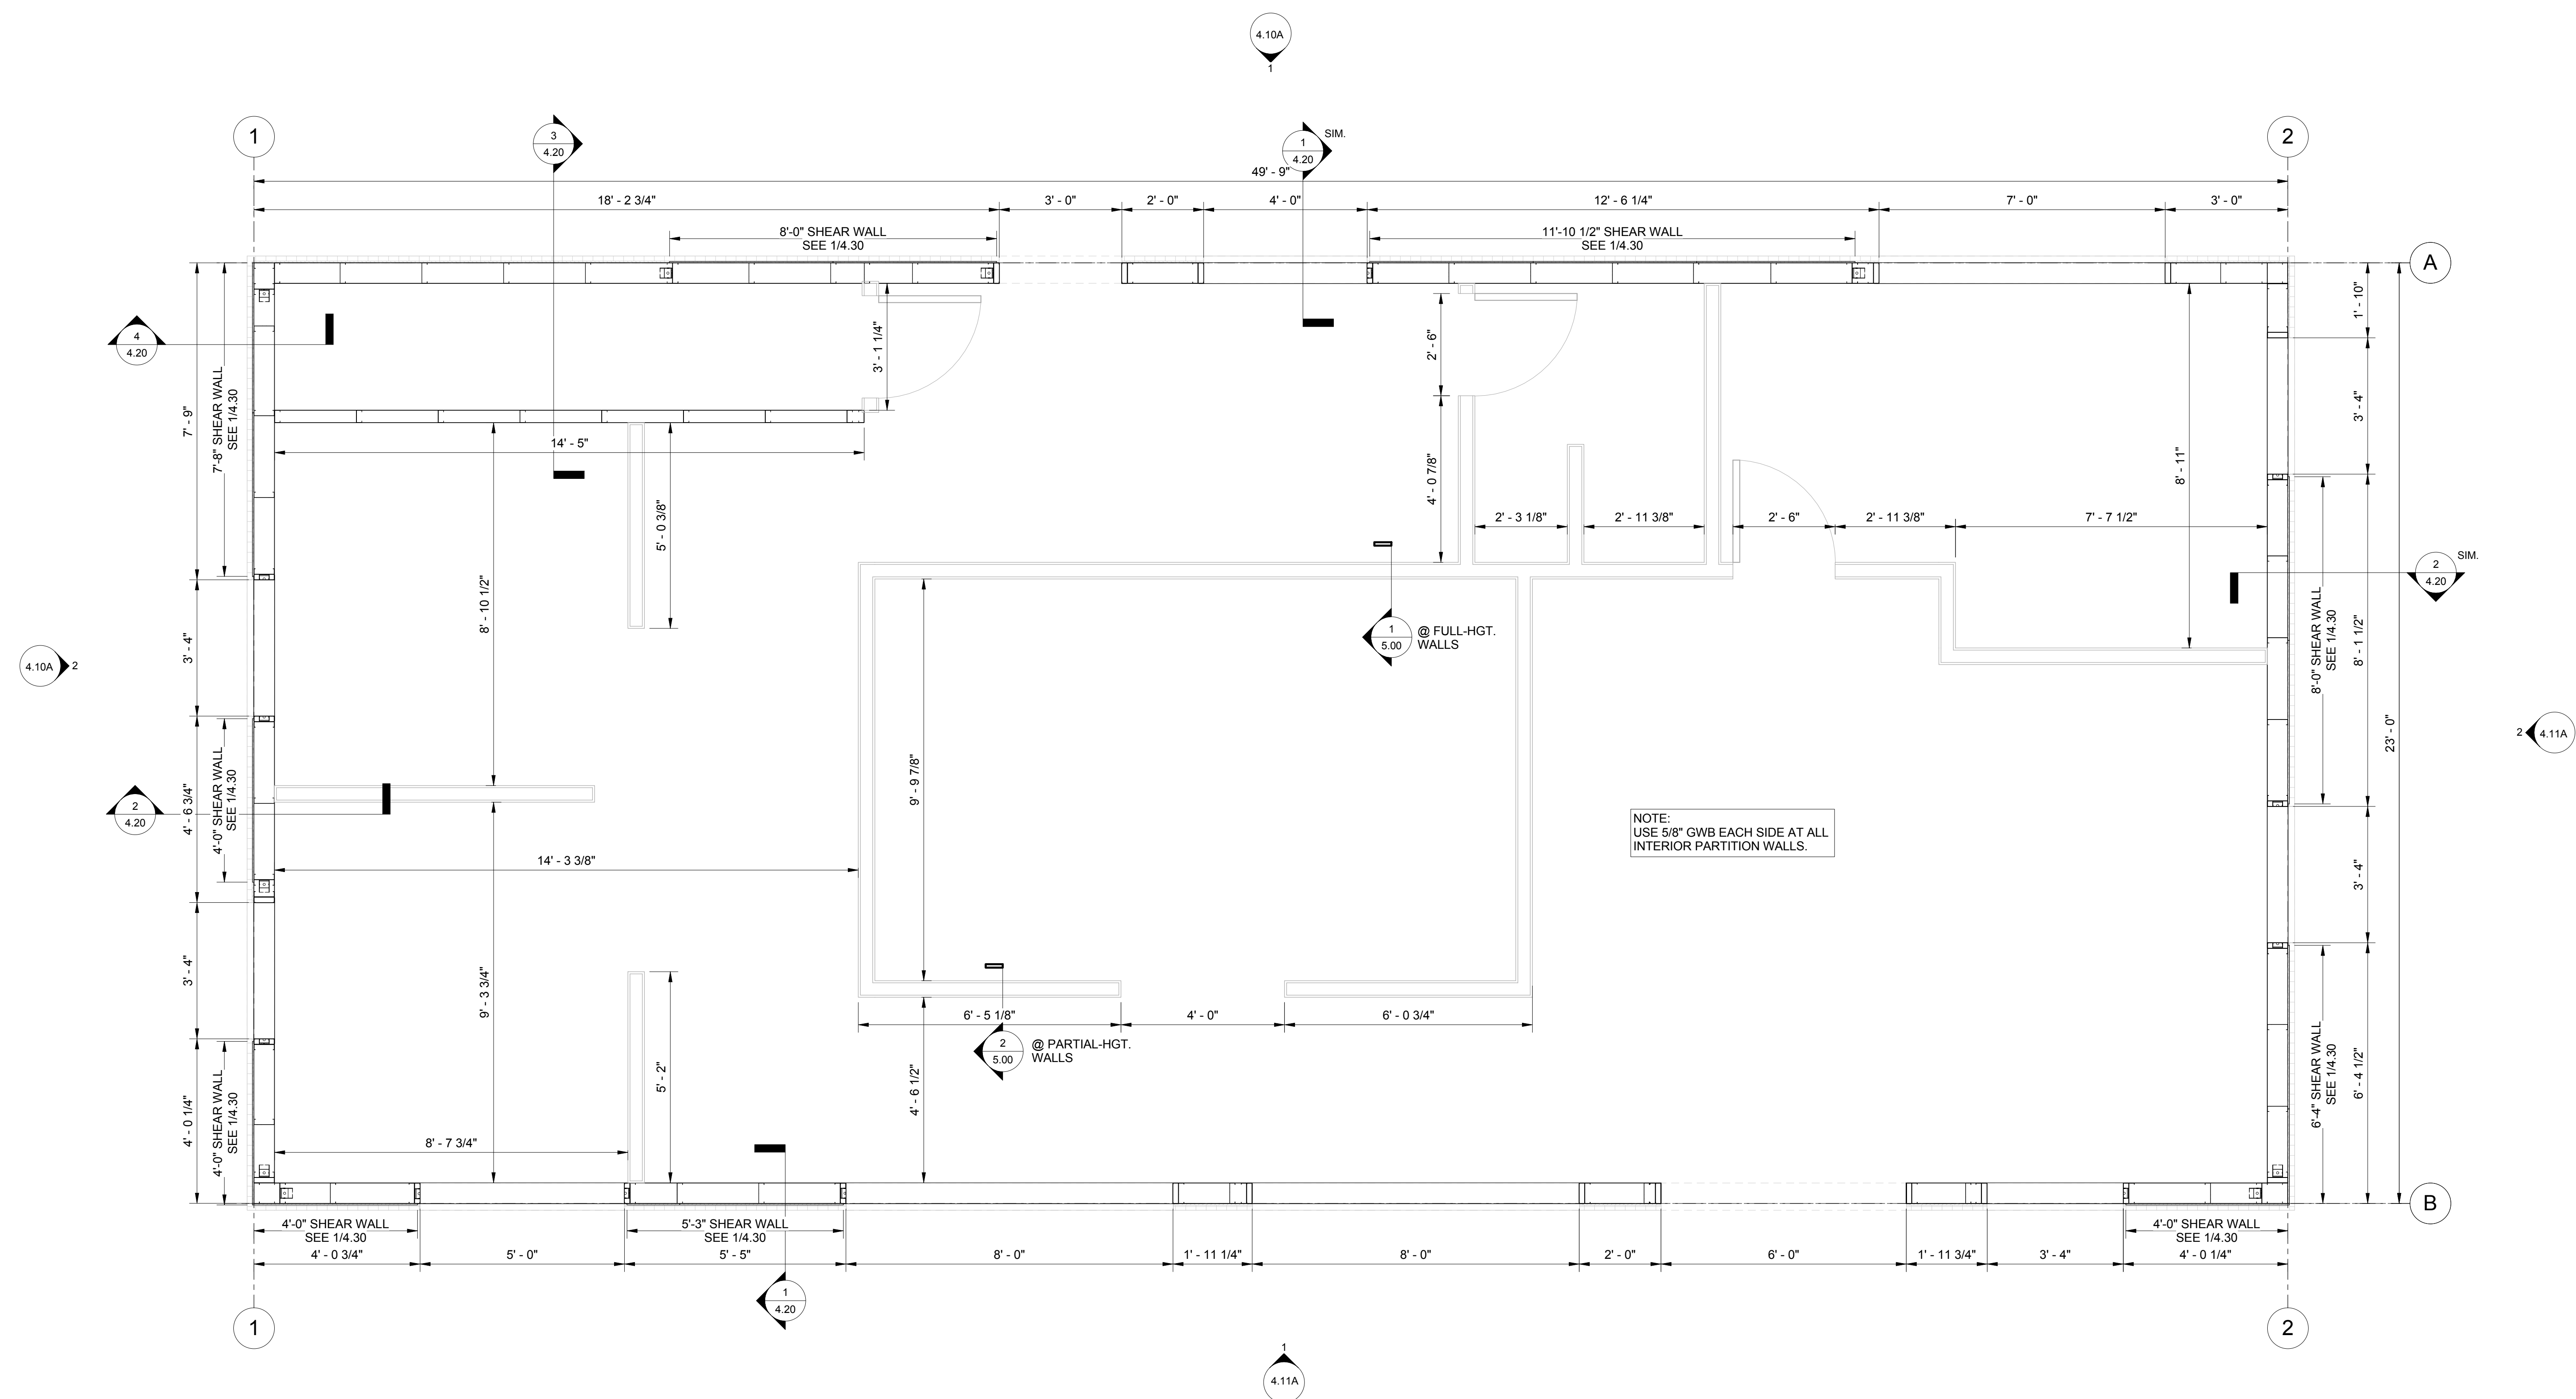 4.10A
1
1
3
4.20
1
4.20
SIM.
2
49' - 9"
18' - 2 3/4"
3' - 0"
2' - 0"
4' - 0"
12' - 6 1/4"
7' - 0"
3' - 0"
8'-0" SHEAR WALL
SEE 1/4.30
11'-10 1/2" SHEAR WALL
SEE 1/4.30
A
1' - 10"
4
4.20
3' - 1 1/4"
2' - 6"
7' - 9"
7'-8" SHEAR WALL
SEE 1/4.30
3' - 4"
14' - 5"
4' - 0 7/8"
8' - 11"
5' - 0 3/8"
2' - 3 1/8"
2' - 11 3/8"
2' - 6"
2' - 11 3/8"
7' - 7 1/2"
2
4.20
SIM.
8' - 10 1/2"
1
5.00
@ FULL-HGT.
WALLS
8'-0" SHEAR WALL
SEE 1/4.30
8' - 1 1/2"
3' - 4"
4.10A
2
23' - 0"
2
4.11A
9' - 9 7/8"
2
4.20
4' - 6 3/4"
4'-0" SHEAR WALL
SEE 1/4.30
NOTE:
USE 5/8" GWB EACH SIDE AT ALL
INTERIOR PARTITION WALLS.
14' - 3 3/8"
3' - 4"
3' - 4"
9' - 3 3/4"
6' - 5 1/8"
4' - 0"
6' - 0 3/4"
2
5.00
@ PARTIAL-HGT.
WALLS
5' - 2"
4' - 6 1/2"
6'-4" SHEAR WALL
SEE 1/4.30
6' - 4 1/2"
4' - 0 1/4"
4'-0" SHEAR WALL
SEE 1/4.30
8' - 7 3/4"
B
4'-0" SHEAR WALL
SEE 1/4.30
5'-3" SHEAR WALL
SEE 1/4.30
4'-0" SHEAR WALL
SEE 1/4.30
4' - 0 3/4"
5' - 0"
5' - 5"
8' - 0"
1' - 11 1/4"
8' - 0"
2' - 0"
6' - 0"
1' - 11 3/4"
3' - 4"
4' - 0 1/4"
1
4.20
1
2
1
4.11A